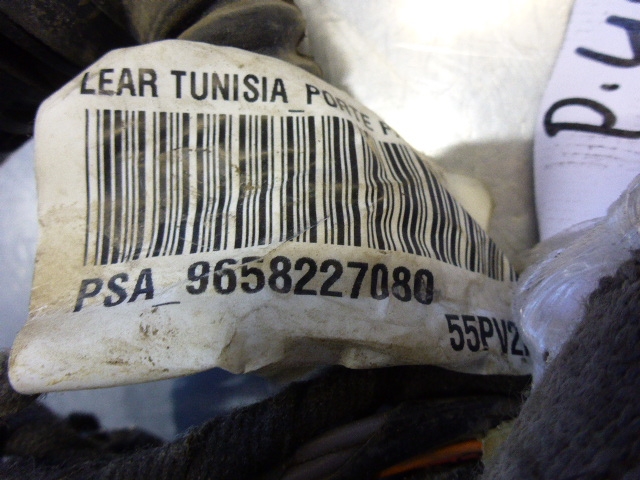 LEAR TUNISIA_PORTE P
PSA_9658227080
55PV2